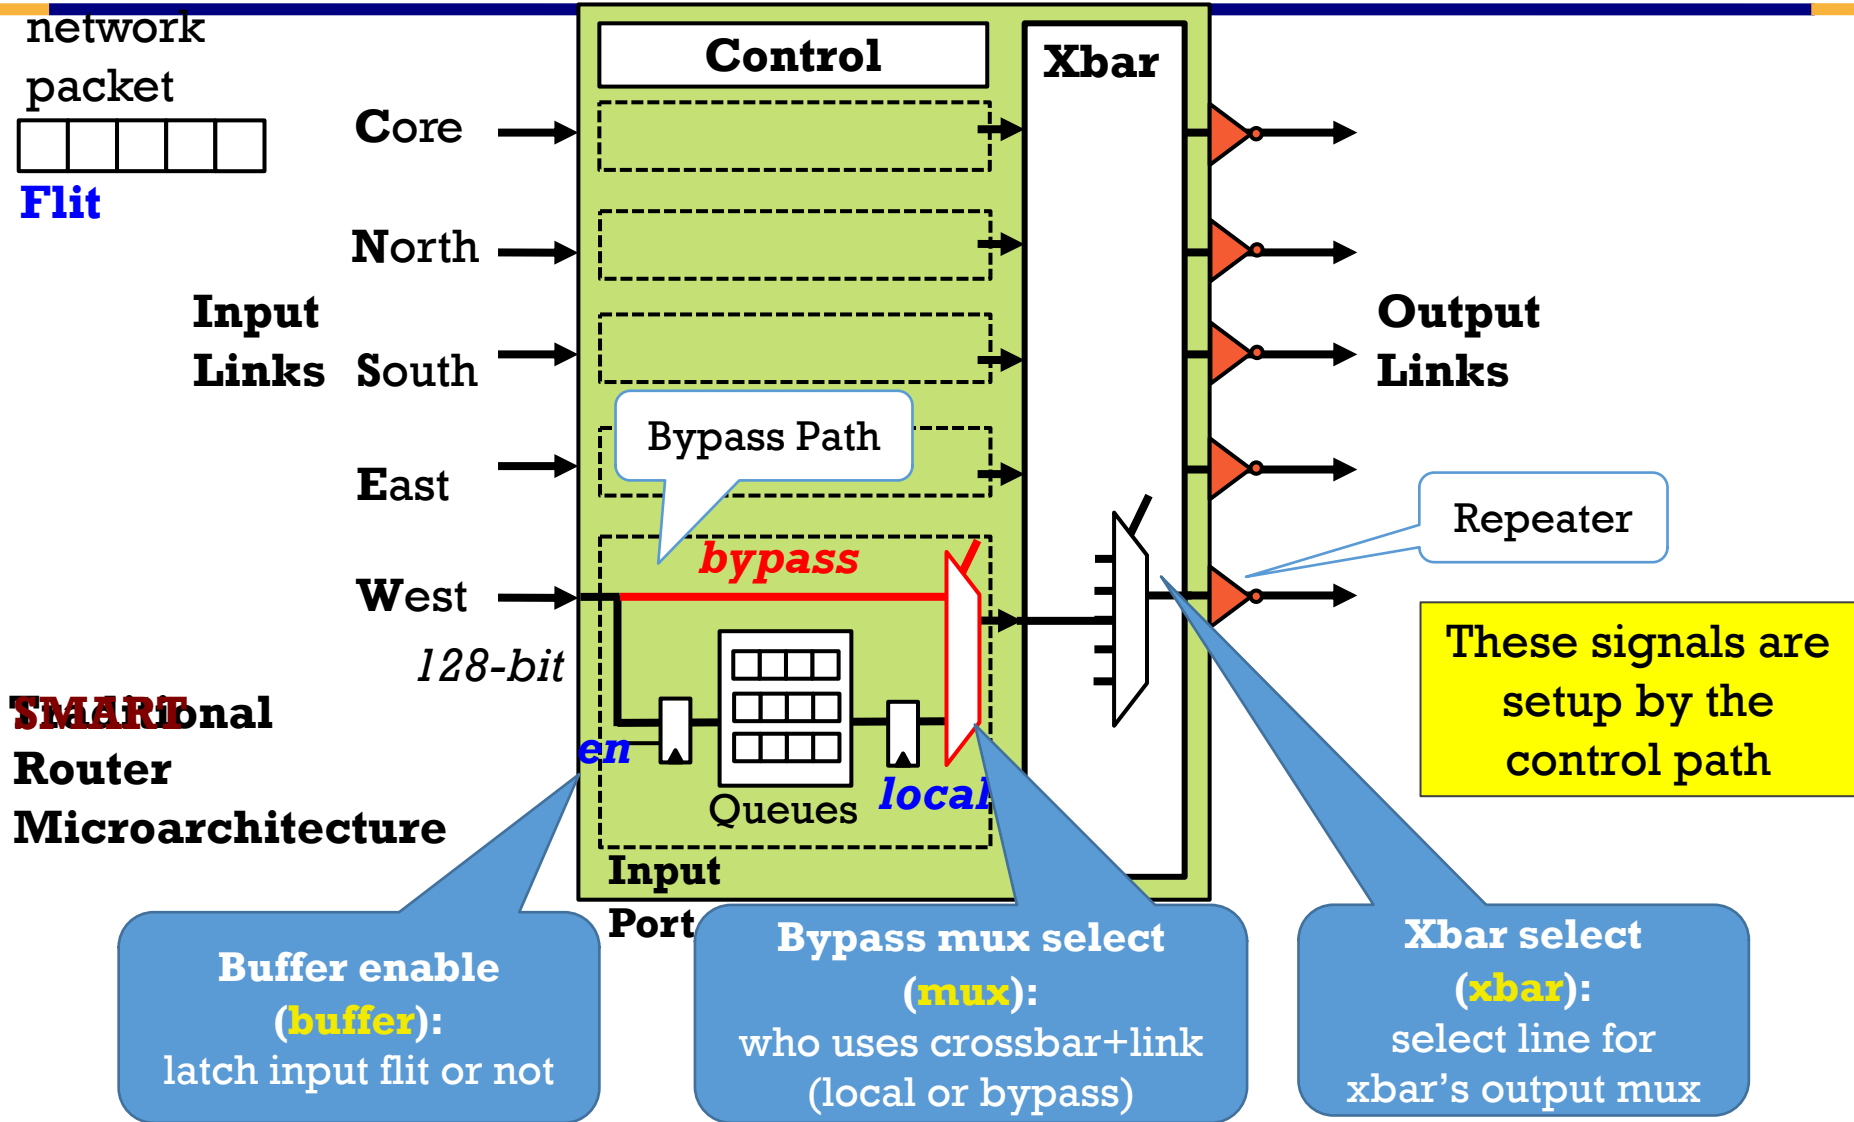 network
packet
Flit
Control
Xbar
Core
North
Input
Links
South
East
West
128-bit
Output
Links
Bypass Path
bypass
Repeater
en
Queues
local
Input
Port
SMART
Traditional
Router
Microarchitecture
These signals are
setup by the
control path
Buffer enable
(buffer):
latch input flit or not
Bypass mux select
(mux):
who uses crossbar+link
(local or bypass)
Xbar select
(xbar):
select line for
xbar’s output mux